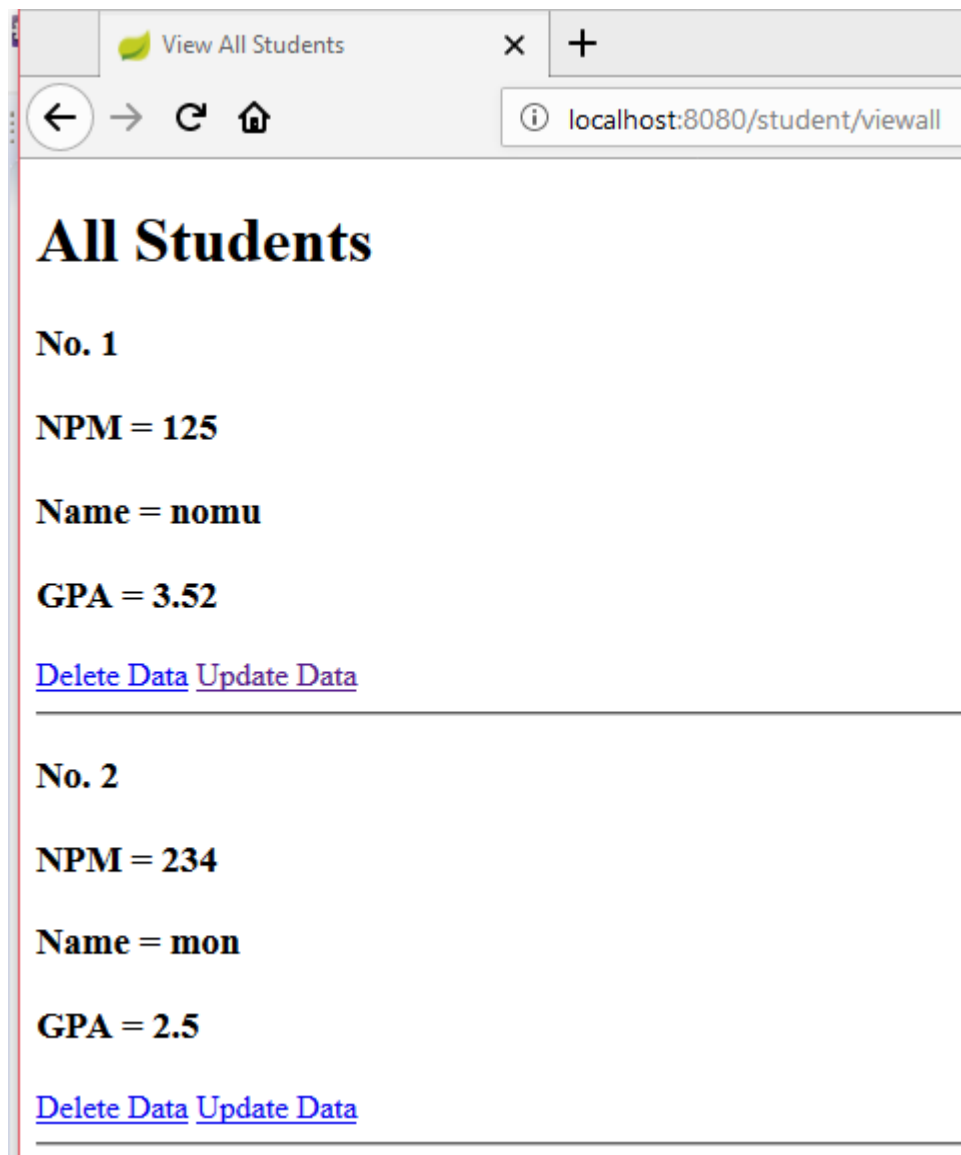 View All Students
localhost:8080/student/viewall
All Students
No. 1
NPM = 125
Name = nomu
GPA = 3.52
Delete Data Update Data
No. 2
NPM = 234
Name = mon
GPA = 2.5
Delete Data Update Data